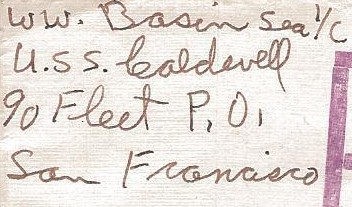 W.W. Basin Sea 1/C
U.S.S. Caldwell
90 Fleet P.O.
San Francisco